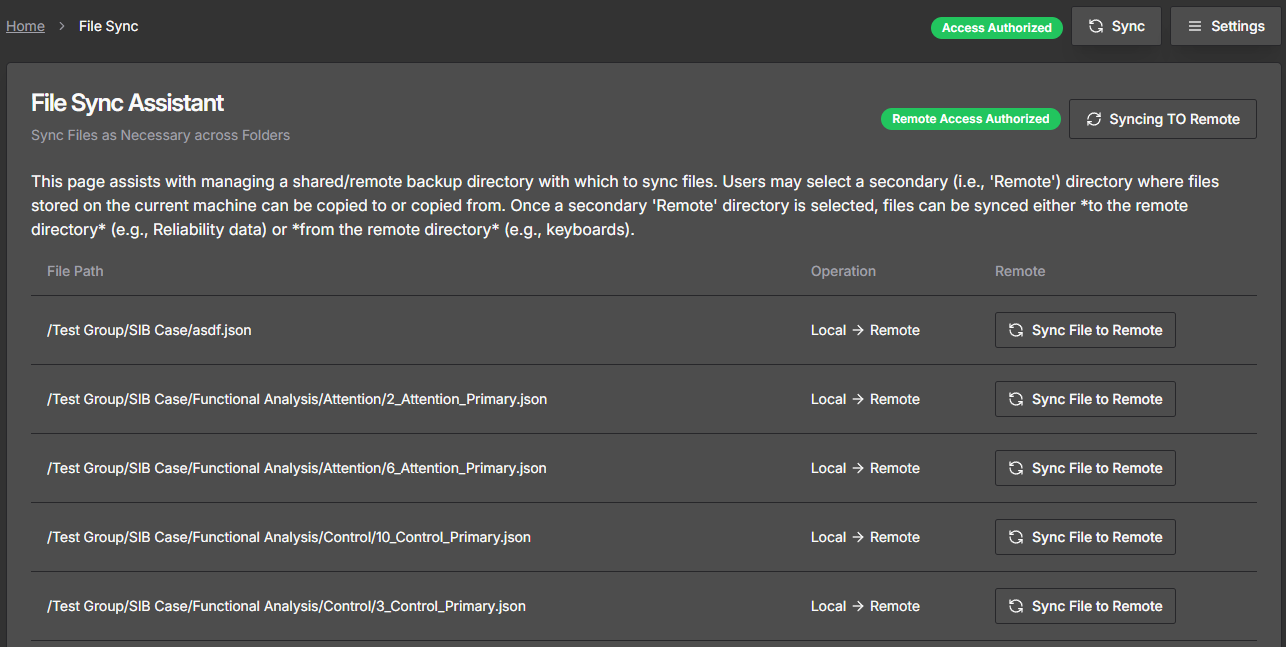 Home > File Sync
Access Authorized
Sync
Settings
File Sync Assistant
Sync Files as Necessary across Folders
Remote Access Authorized
Syncing TO Remote
This page assists with managing a shared/remote backup directory with which to sync files. Users may select a secondary (i.e., 'Remote') directory where files
stored on the current machine can be copied to or copied from. Once a secondary 'Remote' directory is selected, files can be synced either *to the remote
directory* (e.g., Reliability data) or *from the remote directory* (e.g., keyboards).
File Path Operation Remote
/Test Group/SIB Case/asdf.json Local → Remote Sync File to Remote
/Test Group/SIB Case/Functional Analysis/Attention/2_Attention_Primary.json Local → Remote Sync File to Remote
/Test Group/SIB Case/Functional Analysis/Attention/6_Attention_Primary.json Local → Remote Sync File to Remote
/Test Group/SIB Case/Functional Analysis/Control/10_Control_Primary.json Local → Remote Sync File to Remote
/Test Group/SIB Case/Functional Analysis/Control/3_Control_Primary.json Local → Remote Sync File to Remote